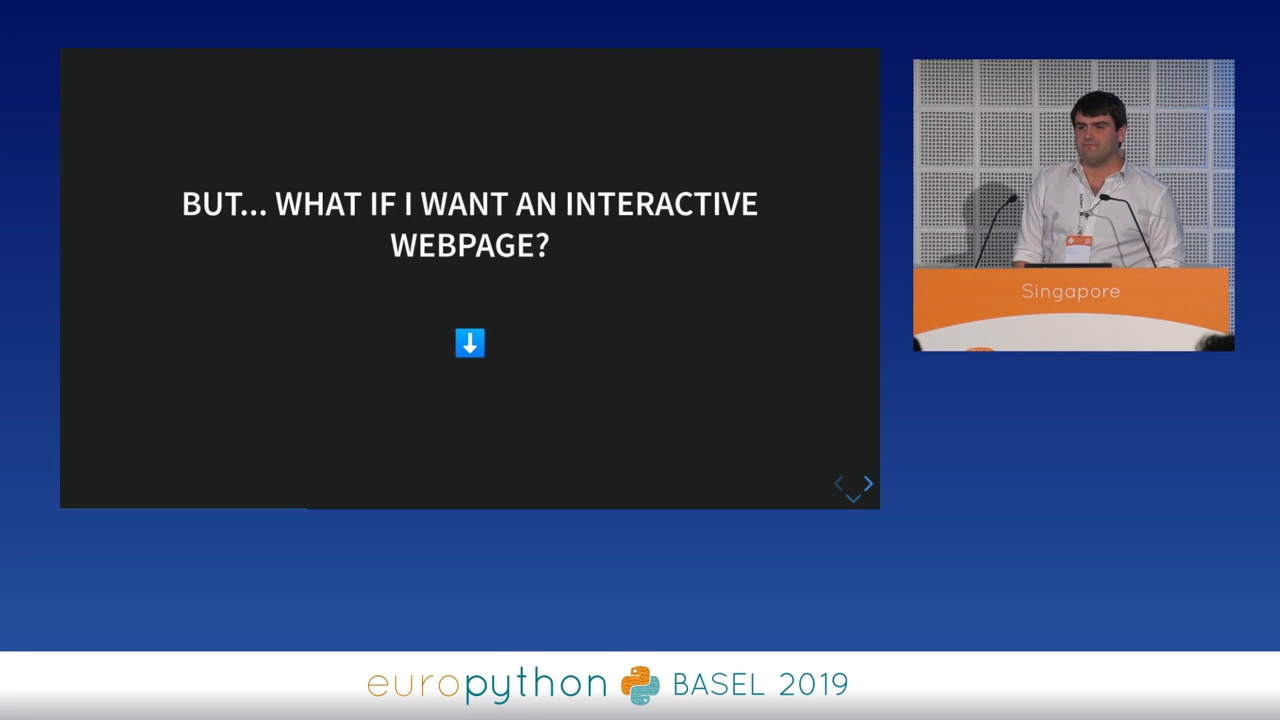 BUT... WHAT IF I WANT AN INTERACTIVE
WEBPAGE?
Singapore
europython BASEL 2019